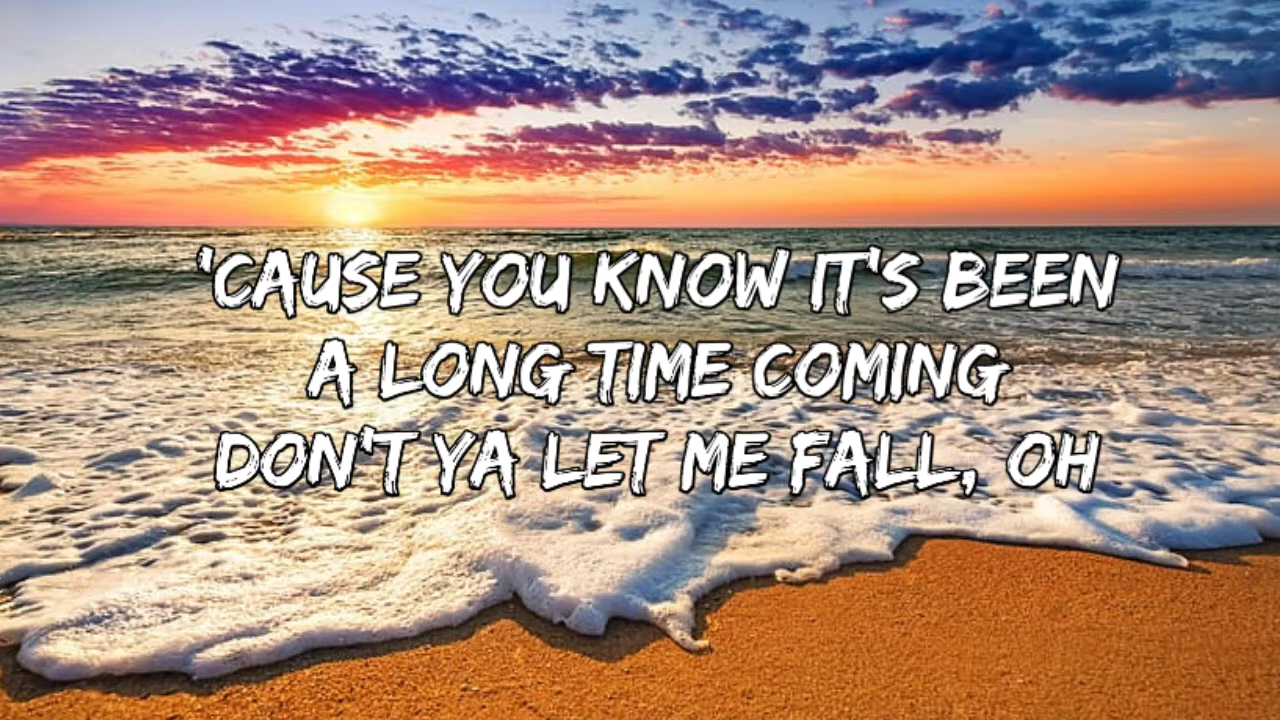 'CAUSE YOU KNOW IT'S BEEN
A LONG TIME COMING
DON'T YA LET ME FALL, OH